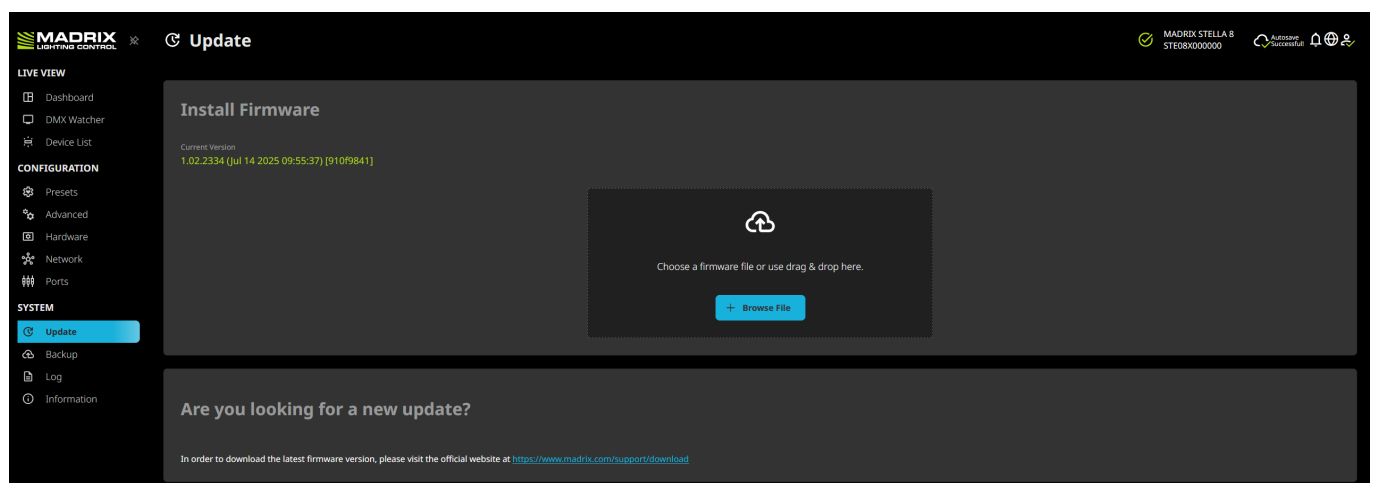 MADRIX
LIGHTING CONTROL
Update
MADRIX STELLA 8
STE08X000000
Autosave
Successful!
LIVE VIEW
Dashboard
DMX Watcher
Device List
CONFIGURATION
Presets
Advanced
Hardware
Network
Ports
SYSTEM
Update
Backup
Log
Information
Install Firmware
Current Version
1.02.2334 (Jul 14 2025 09:55:37) [910f9841]
Choose a firmware file or use drag & drop here.
+ Browse File
Are you looking for a new update?
In order to download the latest firmware version, please visit the official website at https://www.madrix.com/support/download